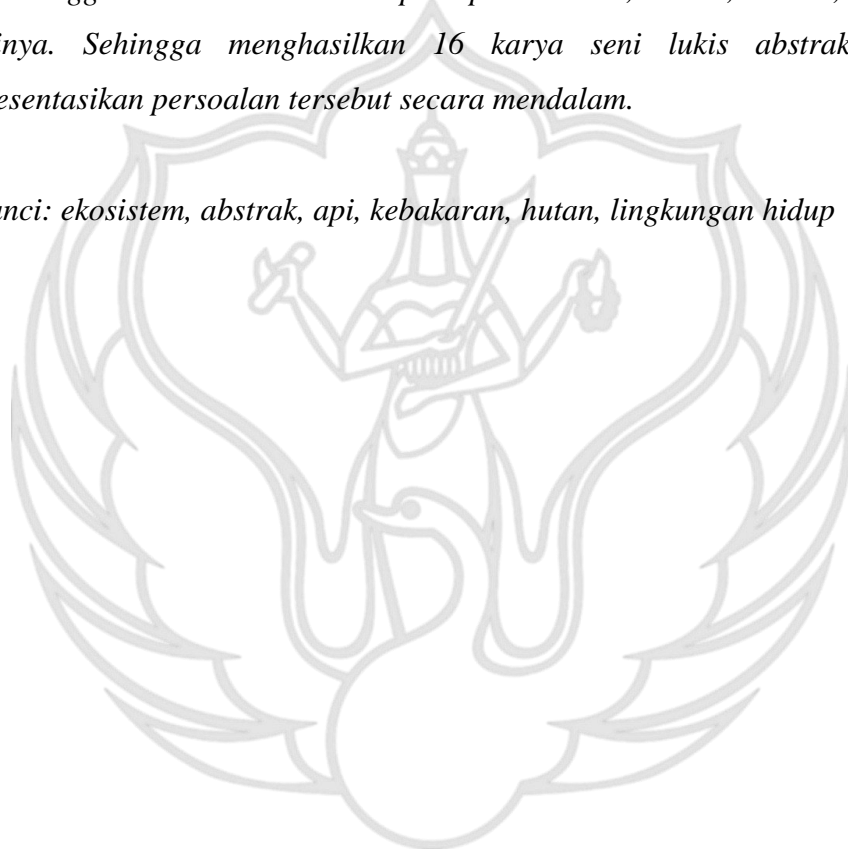 inya. Sehingga menghasilkan 16 karya seni lukis abstrak
esentasikan persoalan tersebut secara mendalam.
nci: ekosistem, abstrak, api, kebakaran, hutan, lingkungan hidup